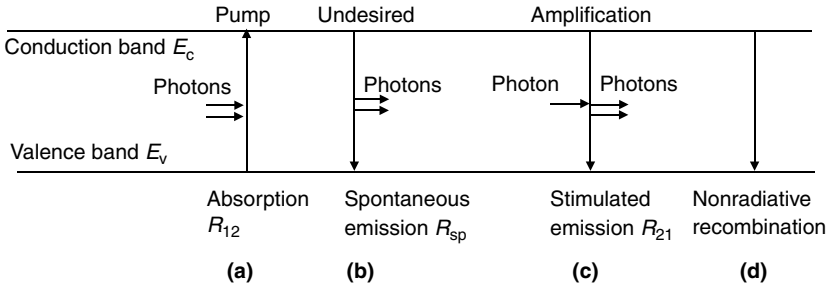 Pump Undesired Amplification
Conduction band E_c
Photons Photons Photon Photons
Valence band E_v
Absorption Spontaneous Stimulated Nonradiative
R_12 emission R_sp emission R_21 recombination
(a) (b) (c) (d)